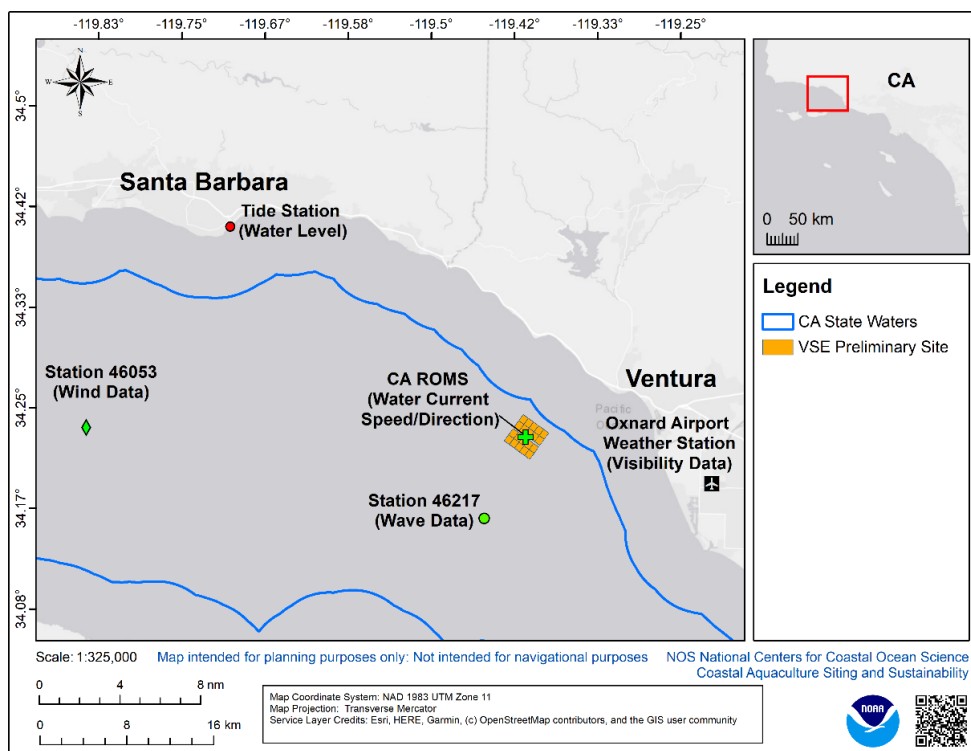 -119.83° -119.75° -119.67° -119.58° -119.5° -119.42° -119.33° -119.25°
N
W E
S
CA
34.5°
Santa Barbara
34.42°
Tide Station
(Water Level)
0 50 km
Legend
CA State Waters
VSE Preliminary Site
34.33°
Station 46053
(Wind Data)
CA ROMS
(Water Current
Speed/Direction)
Ventura
34.25°
Pacific
Oxnard Airport
Weather Station
(Visibility Data)
Station 46217
(Wave Data)
34.17°
34.08°
Scale: 1:325,000
Map intended for planning purposes only: Not intended for navigational purposes
NOS National Centers for Coastal Ocean Science
Coastal Aquaculture Siting and Sustainability
0 4 8 nm
0 4 8 16 km
Map Coordinate System: NAD 1983 UTM Zone 11
Map Projection: Transverse Mercator
Service Layer Credits: Esri, HERE, Garmin, (c) OpenStreetMap contributors, and the GIS user community
NOAA